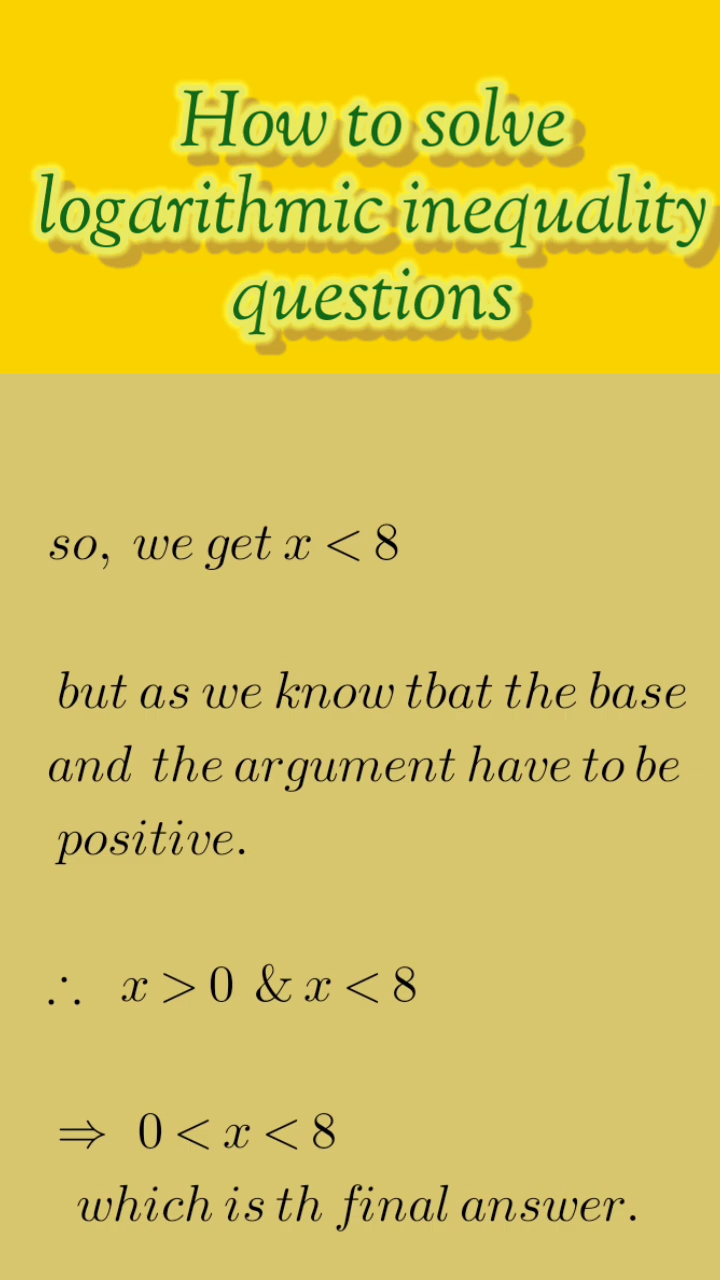 How to solve
logarithmic inequality
questions
so, we get x < 8
but as we know tbat the base
and the argument have to be
positive.
∴ x > 0 & x < 8
⇒ 0 < x < 8
which is th final answer.